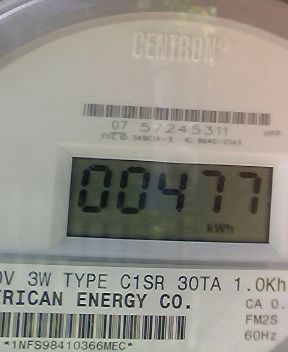 CENTRON®
07 57245311
00477
kWh
0V 3W TYPE C1SR 30TA 1.0Kh
ERICAN ENERGY CO.
CA 0.
FM2S
60Hz
*1NFS98410366MEC*